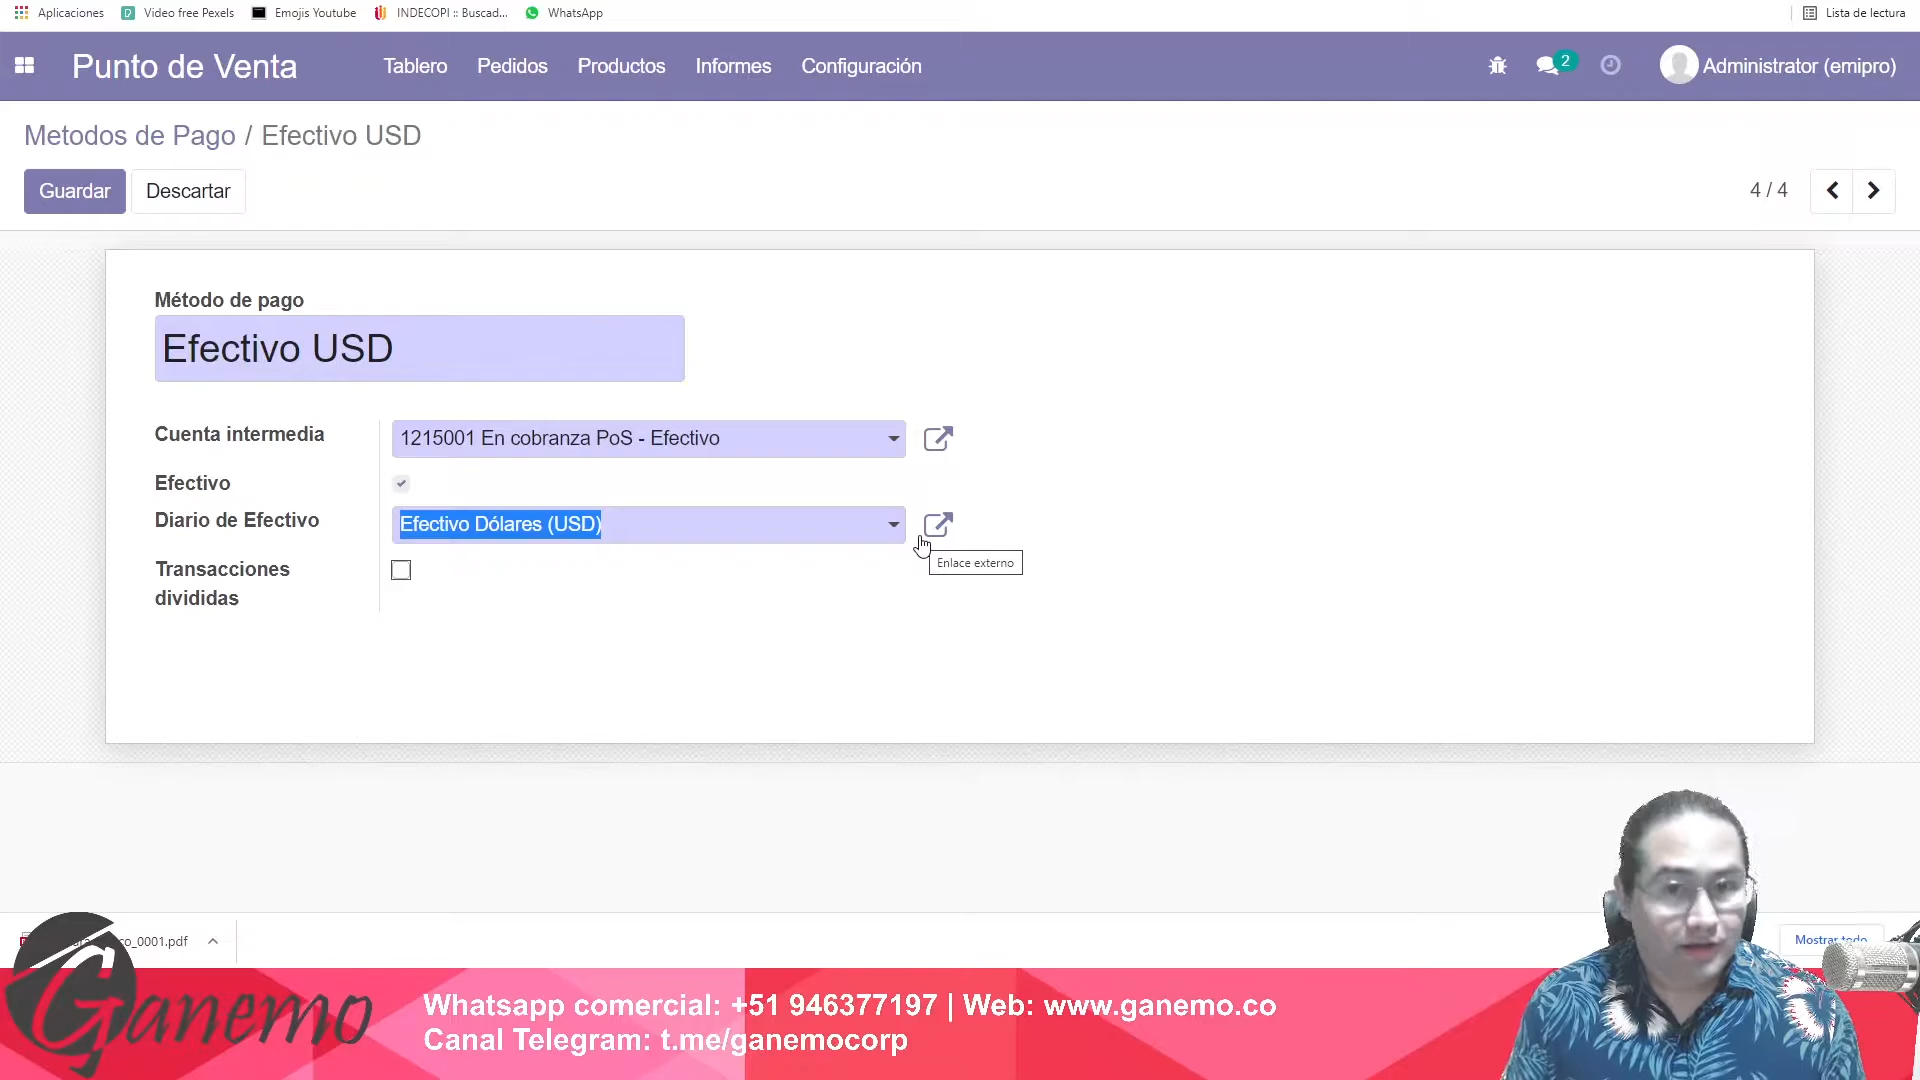 Aplicaciones Video free Pexels Emojis Youtube INDECOPI :: Buscad... WhatsApp Lista de lectura
Punto de Venta Tablero Pedidos Productos Informes Configuración 2 Administrator (emipro)
Metodos de Pago / Efectivo USD
Guardar Descartar 4 / 4
Método de pago
Efectivo USD
Cuenta intermedia 1215001 En cobranza PoS - Efectivo
Efectivo
Diario de Efectivo Efectivo Dólares (USD)
Enlace externo
Transacciones
divididas
co_0001.pdf Mostrar todo
Ganemo
Whatsapp comercial: +51 946377197 | Web: www.ganemo.co
Canal Telegram: t.me/ganemocorp